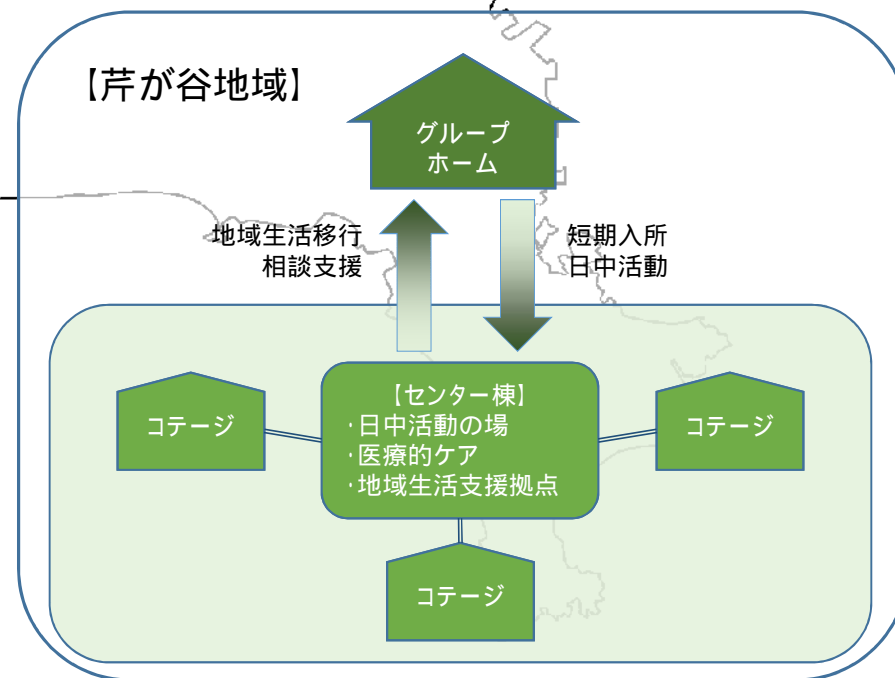 【芹が谷地域】
グループ
ホーム
地域生活移行
相談支援
短期入所
日中活動
【センター棟】
・日中活動の場
・医療的ケア
・地域生活支援拠点
コテージ
コテージ
コテージ